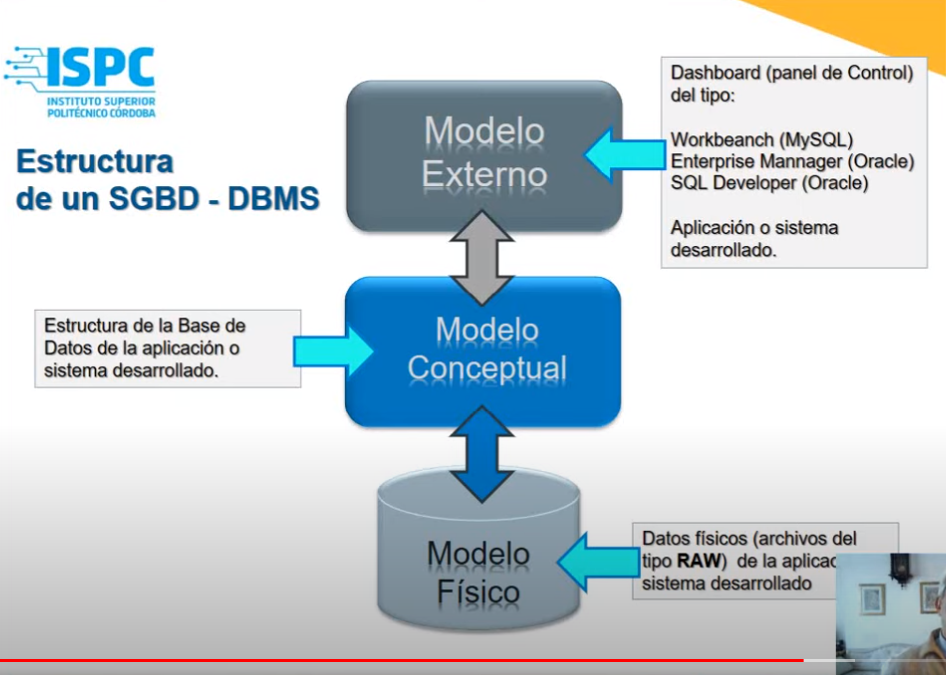 ISPC
INSTITUTO SUPERIOR
POLITÉCNICO CÓRDOBA
Estructura
de un SGBD - DBMS
Modelo
Externo
Dashboard (panel de Control)
del tipo:
Workbeanch (MySQL)
Enterprise Mannager (Oracle)
SQL Developer (Oracle)
Aplicación o sistema
desarrollado.
Estructura de la Base de
Datos de la aplicación o
sistema desarrollado.
Modelo
Conceptual
Modelo
Físico
Datos físicos (archivos del
tipo RAW) de la
sistema desarrollado